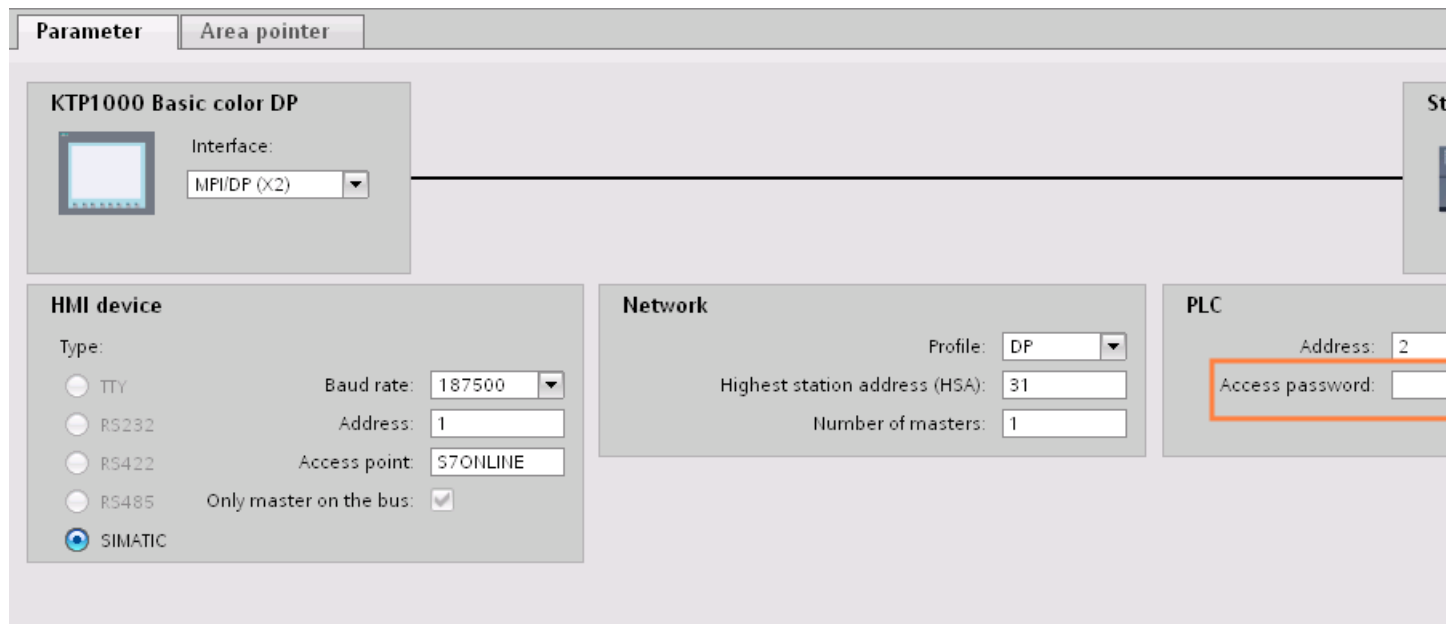 Parameter
Area pointer
KTP1000 Basic color DP
St
Interface:
MPI/DP (X2)
HMI device
Type:
TTY
Baud rate: 187500
RS232
Address: 1
RS422
Access point: S7ONLINE
RS485
Only master on the bus:
SIMATIC
Network
Profile: DP
Highest station address (HSA): 31
Number of masters: 1
PLC
Address: 2
Access password: